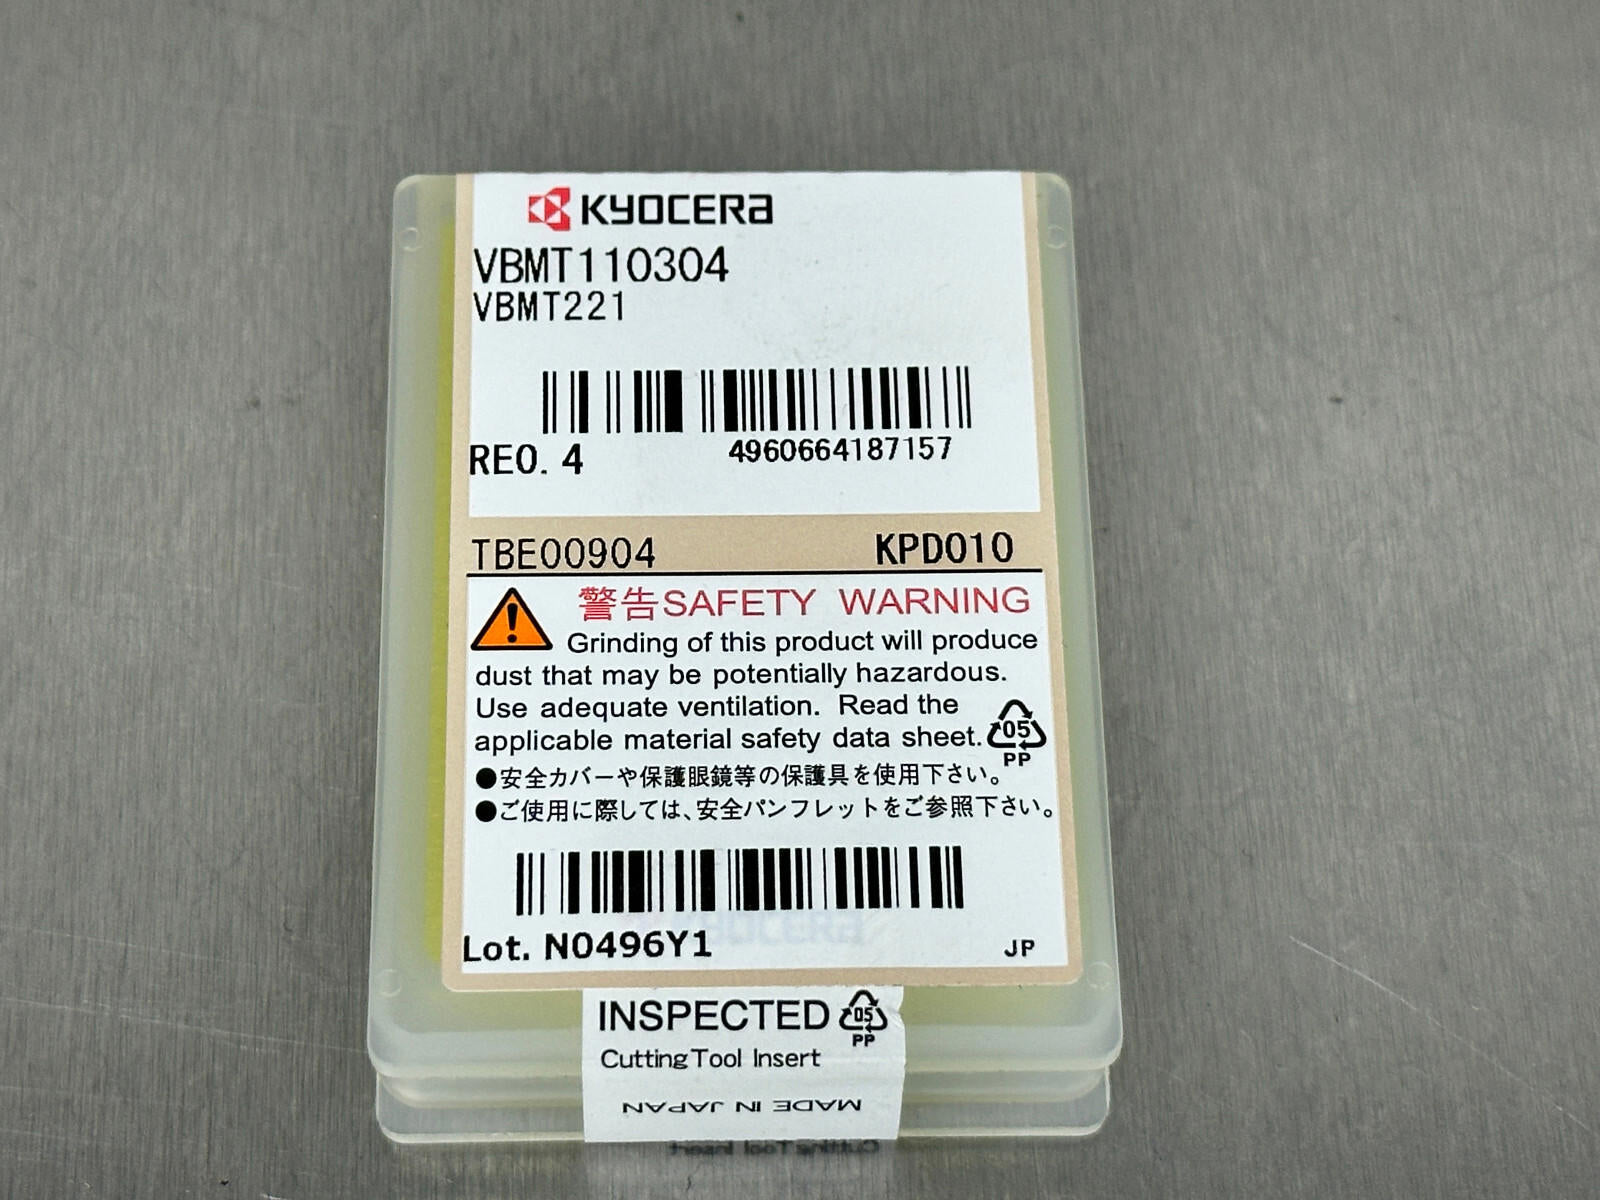 KYOCERA
VBMT110304
VBMT221
4960664187157
RE0. 4
TBE00904 KPD010
警告SAFETY WARNING
Grinding of this product will produce
dust that may be potentially hazardous.
Use adequate ventilation. Read the
applicable material safety data sheet.
05
PP
●安全カバーや保護眼鏡等の保護具を使用下さい。
●ご使用に際しては、安全パンフレットをご参照下さい。
KYOCERA
Lot. N0496Y1 JP
INSPECTED
05
PP
Cutting Tool Insert
MADE IN JAPAN
Cutting Tool Insert